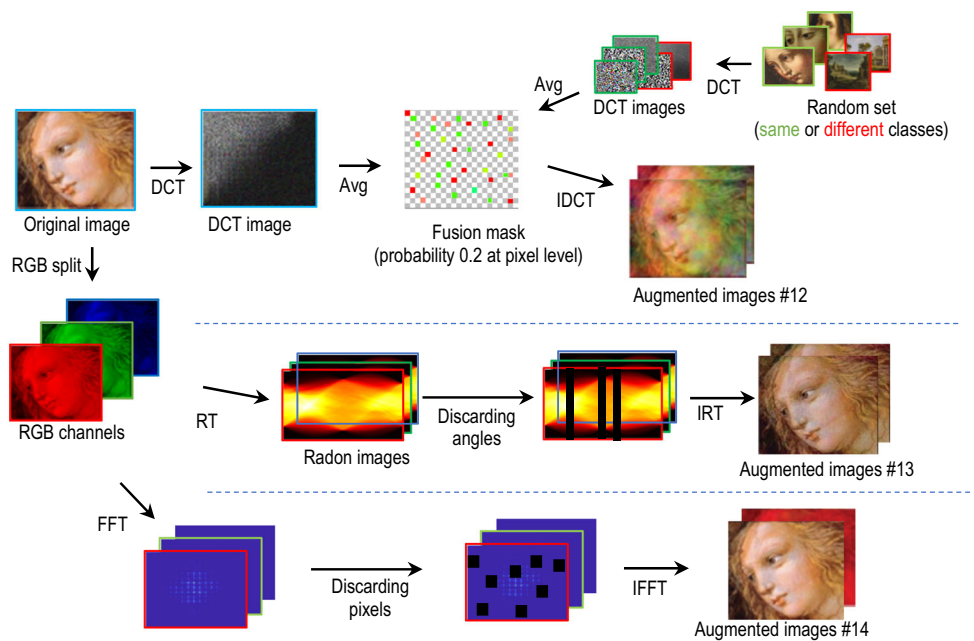 Avg
DCT images
DCT
Random set
(same or different classes)
Original image
DCT
DCT image
Avg
Fusion mask
(probability 0.2 at pixel level)
IDCT
Augmented images #12
RGB split
RGB channels
RT
Radon images
Discarding
angles
IRT
Augmented images #13
FFT
Discarding
pixels
IFFT
Augmented images #14